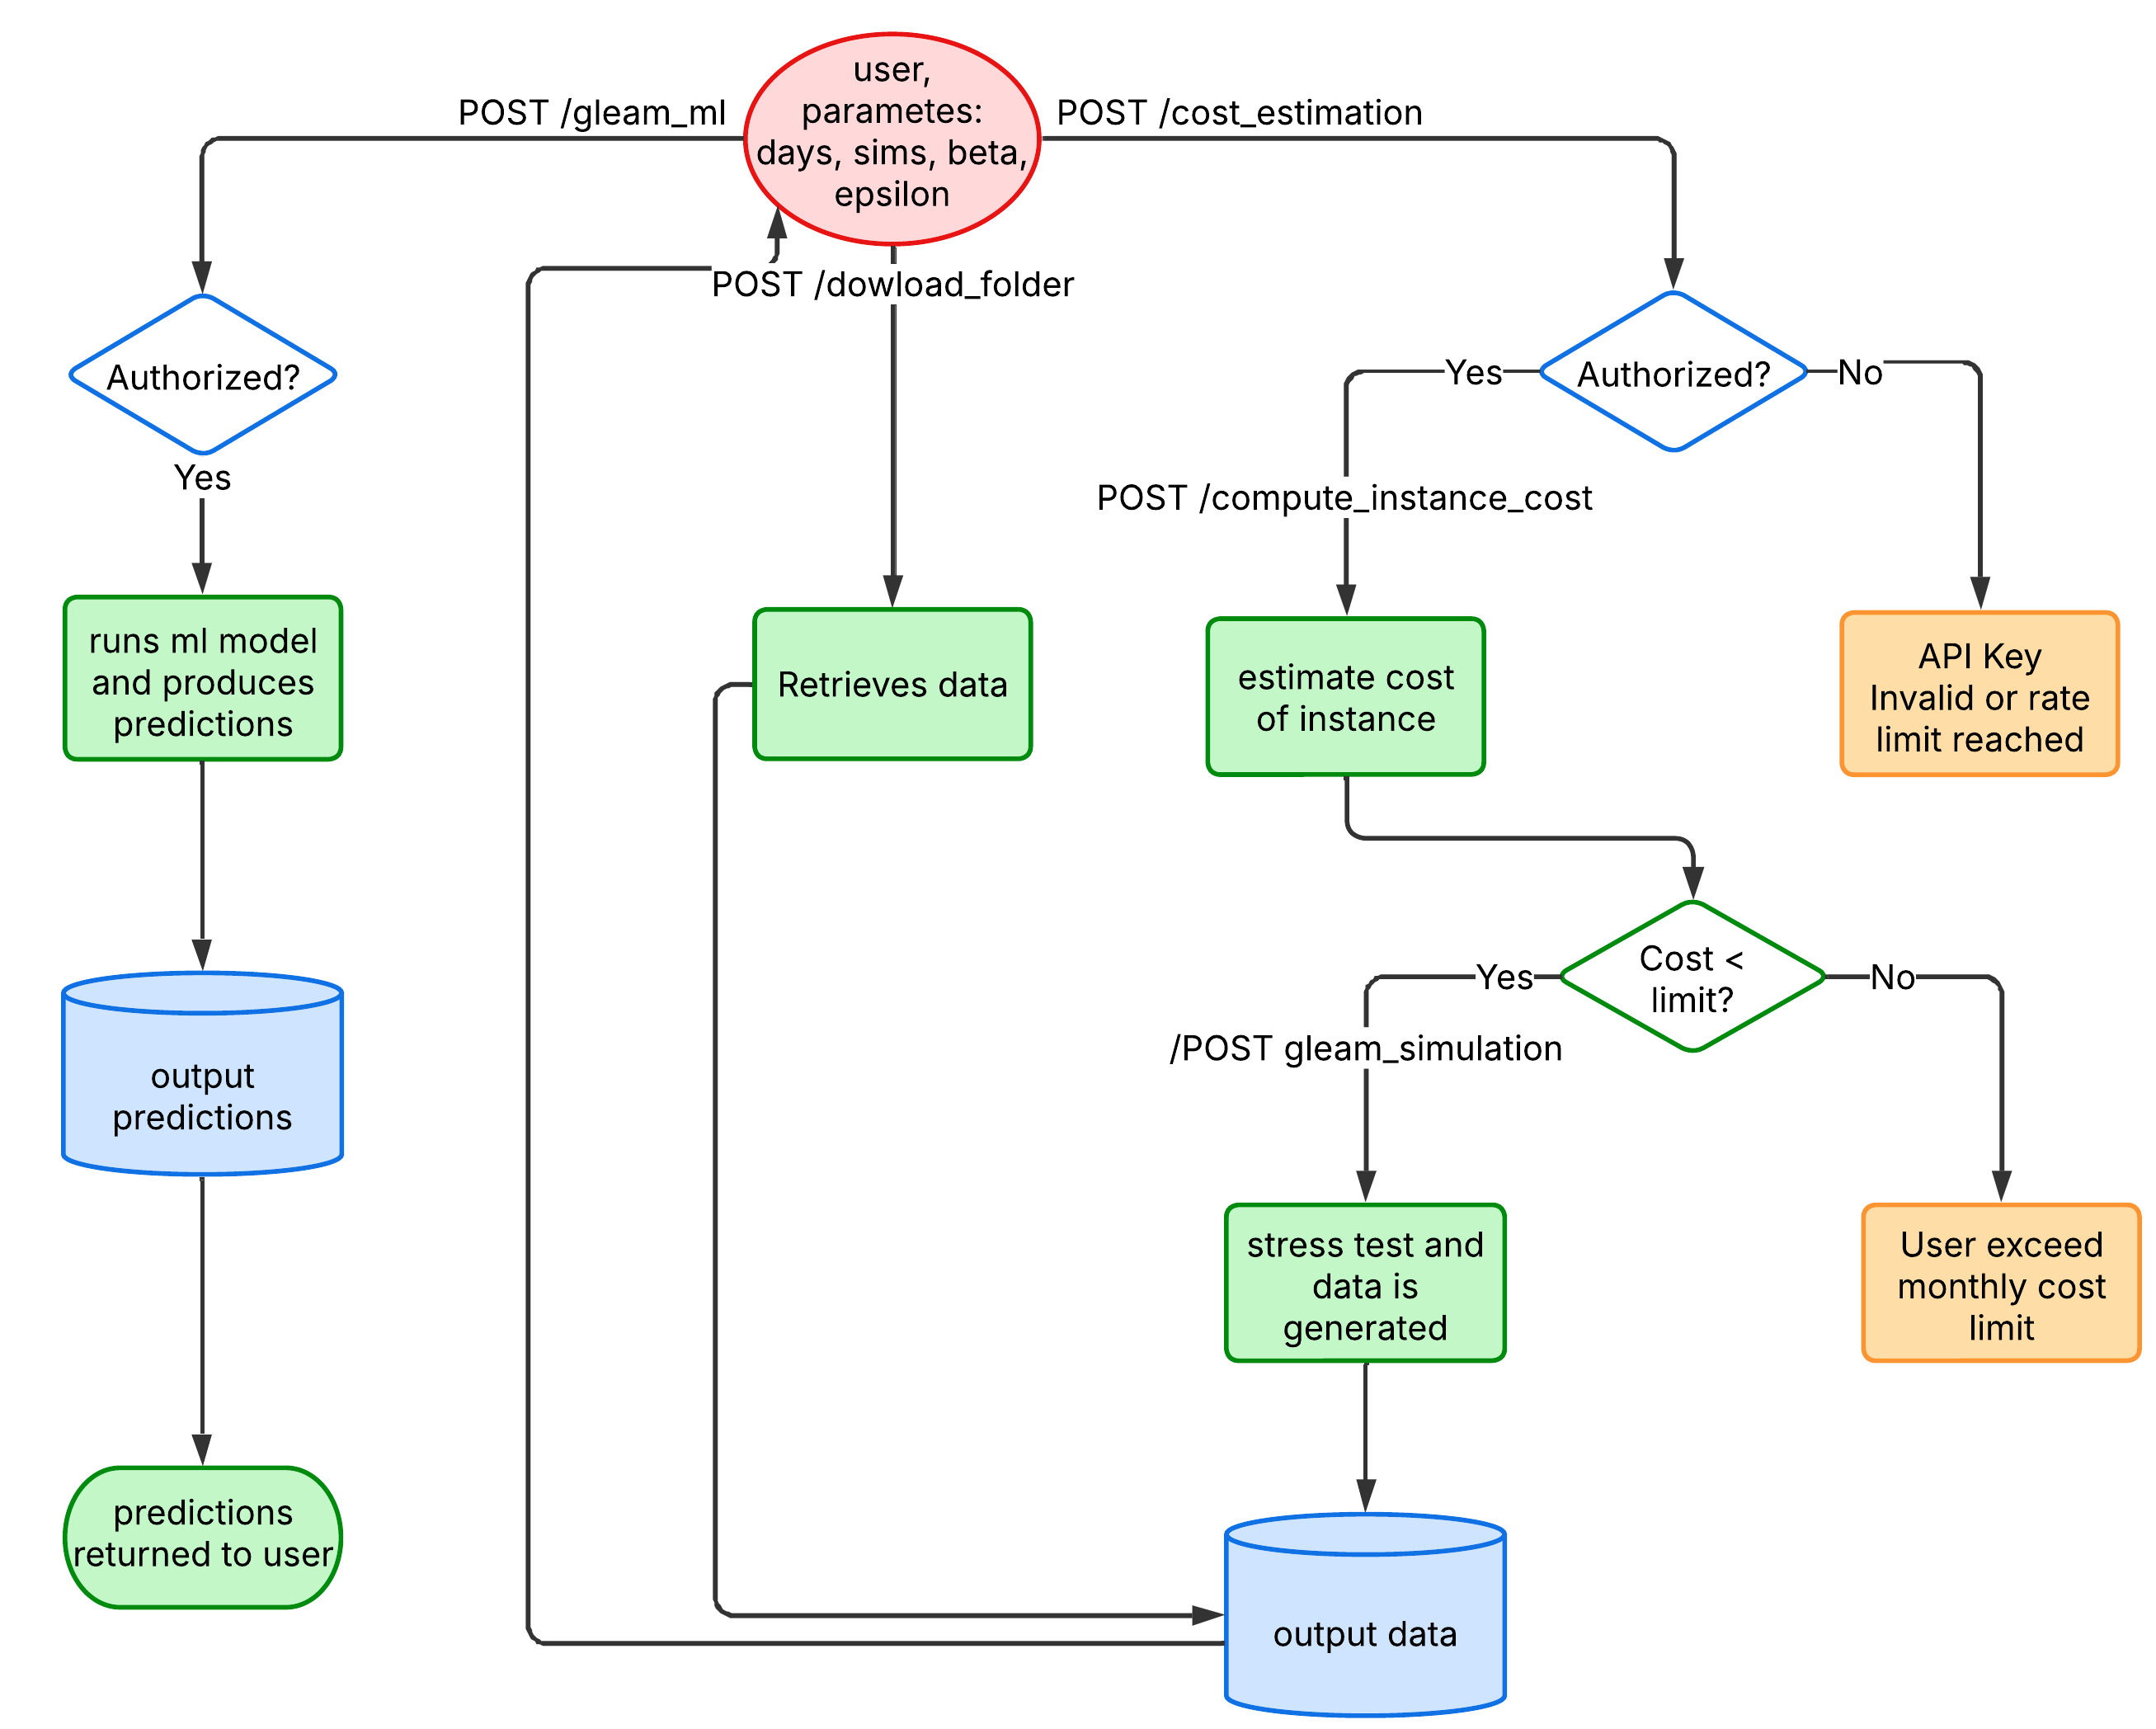 user,
parametes:
days, sims, beta,
epsilon
POST /gleam_ml
POST /cost_estimation
POST /dowload_folder
Authorized?
Yes
Authorized?
Yes
No
POST /compute_instance_cost
runs ml model
and produces
predictions
Retrieves data
estimate cost
of instance
API Key
Invalid or rate
limit reached
Cost <
limit?
Yes
No
/POST gleam_simulation
output
predictions
stress test and
data is
generated
User exceed
monthly cost
limit
predictions
returned to user
output data